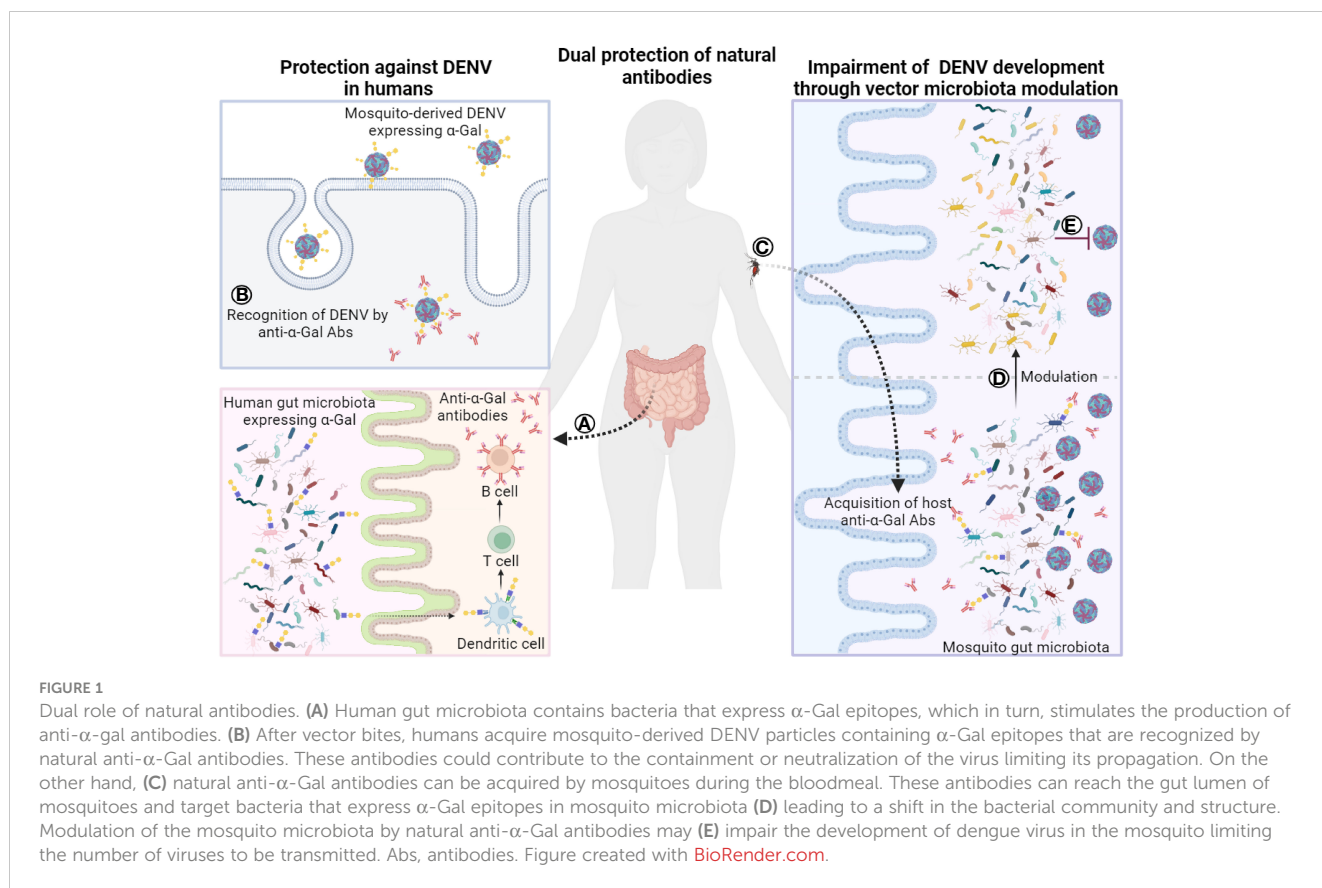 Protection against DENV
in humans
Mosquito-derived DENV
expressing α-Gal
B
Recognition of DENV by
anti-α-Gal Abs
Human gut microbiota
expressing α-Gal
Anti-α-Gal
antibodies
B cell
T cell
Dendritic cell
Dual protection of natural
antibodies
A
C
Impairment of DENV development
through vector microbiota modulation
E
D
Modulation
Acquisition of host
anti-α-Gal Abs
Mosquito gut microbiota
FIGURE 1
Dual role of natural antibodies. (A) Human gut microbiota contains bacteria that express α-Gal epitopes, which in turn, stimulates the production of
anti-α-gal antibodies. (B) After vector bites, humans acquire mosquito-derived DENV particles containing α-Gal epitopes that are recognized by
natural anti-α-Gal antibodies. These antibodies could contribute to the containment or neutralization of the virus limiting its propagation. On the
other hand, (C) natural anti-α-Gal antibodies can be acquired by mosquitoes during the bloodmeal. These antibodies can reach the gut lumen of
mosquitoes and target bacteria that express α-Gal epitopes in mosquito microbiota (D) leading to a shift in the bacterial community and structure.
Modulation of the mosquito microbiota by natural anti-α-Gal antibodies may (E) impair the development of dengue virus in the mosquito limiting
the number of viruses to be transmitted. Abs, antibodies. Figure created with BioRender.com.